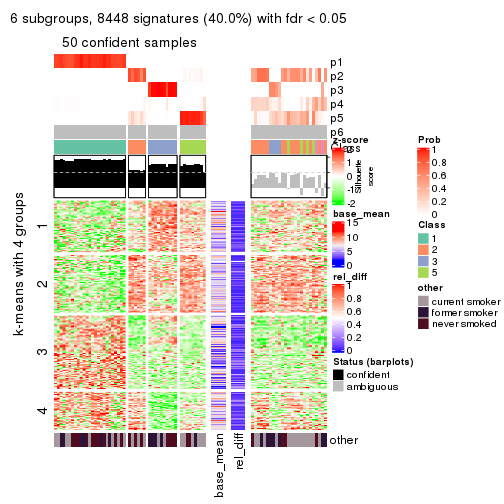 6 subgroups, 8448 signatures (40.0%) with fdr < 0.05
50 confident samples
p1
p2
p3
p4
p5
p6
Class
Silhouette score
k-means with 4 groups
1
2
3
4
base_mean
rel_diff
other
z-score
2
1
0
-1
-2
base_mean
15
10
5
0
rel_diff
1
0.8
0.6
0.4
0.2
0
Status (barplots)
confident
ambiguous
Prob
1
0.8
0.6
0.4
0.2
0
Class
1
2
3
5
other
current smoker
former smoker
never smoked